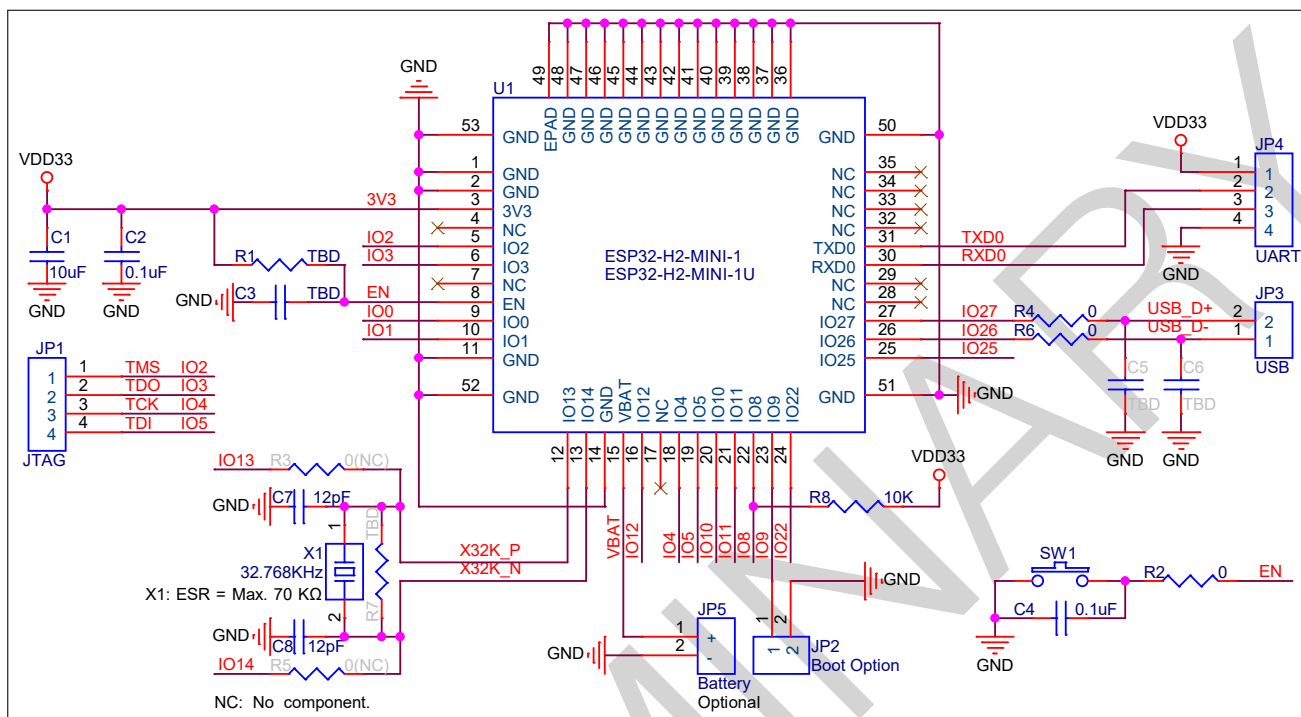 GND
49
48
47
46
45
44
43
42
41
40
39
38
37
36
U1
EPAD
GND
GND
GND
GND
GND
GND
GND
GND
GND
GND
GND
GND
GND
53
GND
50
GND
VDD33
VDD33
JP4
1
GND
2
GND
3V3
3
3V3
4
NC
IO2
5
IO2
IO3
6
IO3
7
NC
EN
8
EN
IO0
9
IO0
IO1
10
IO1
11
GND
52
GND
ESP32-H2-MINI-1
ESP32-H2-MINI-1U
35
NC
34
NC
33
NC
32
NC
31
TXD0
TXD0
30
RXD0
RXD0
29
NC
28
NC
27
IO27
IO27
R4
0
USB_D+
26
IO26
IO26
R6
0
USB_D-
25
IO25
IO25
51
GND
GND
1
1
2
2
3
3
4
4
UART
GND
JP3
2
2
1
1
USB
C5
TBD
C6
TBD
GND
GND
C1
10uF
GND
C2
0.1uF
GND
R1
TBD
GND
C3
TBD
JP1
1
1
TMS
IO2
2
2
TDO
IO3
3
3
TCK
IO4
4
4
TDI
IO5
JTAG
IO13
IO14
GND
VBAT
IO12
NC
IO4
IO5
IO10
IO11
IO8
IO9
IO22
12
13
14
15
16
17
18
19
20
21
22
23
24
IO13
R3
0(NC)
GND
C7
12pF
1
TBD
X1
32.768KHz
X1: ESR = Max. 70 KΩ
R7
2
X32K_P
X32K_N
GND
C8
12pF
IO14
R5
0(NC)
NC: No component.
VBAT
IO12
IO4
IO5
IO10
IO11
IO8
IO9
IO22
VDD33
R8
10K
GND
JP5
1
+
2
-
GND
Battery
Optional
1
2
1
2
JP2
Boot Option
SW1
R2
0
EN
C4
0.1uF
GND
MINARY